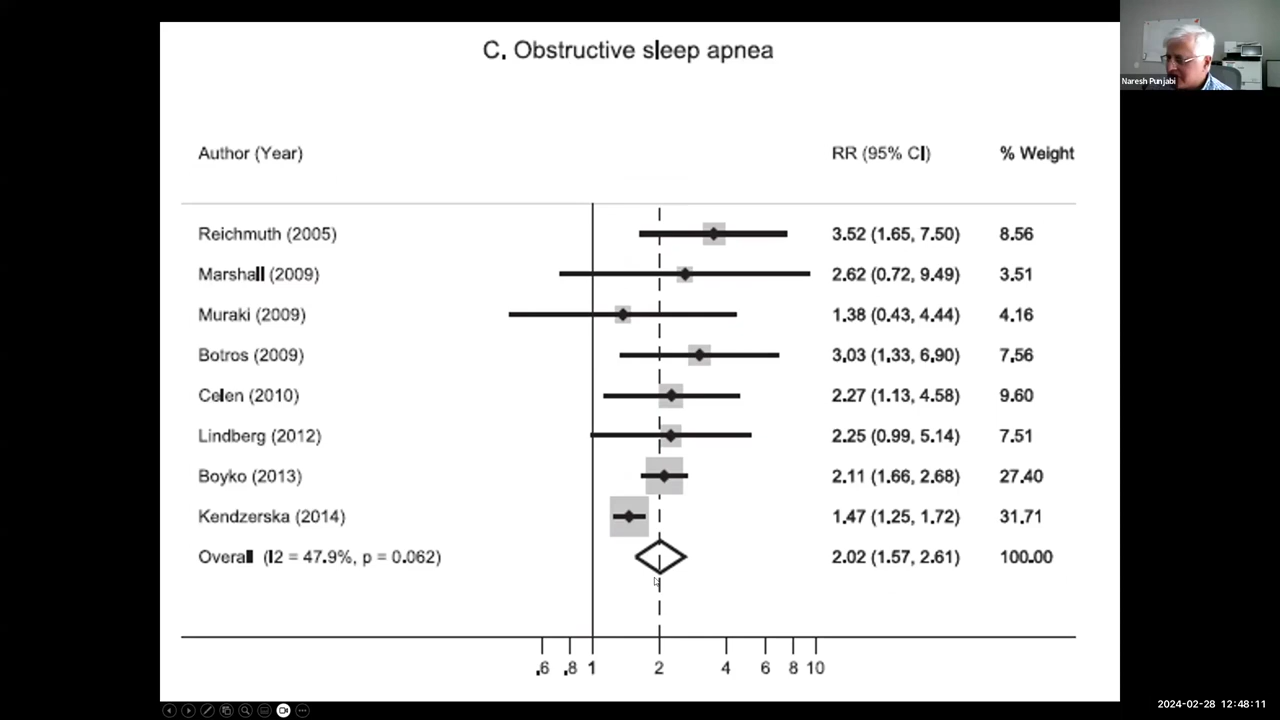 C. Obstructive sleep apnea
Naresh Punjabi
Author (Year) RR (95% CI) % Weight
Reichmuth (2005) 3.52 (1.65, 7.50) 8.56
Marshall (2009) 2.62 (0.72, 9.49) 3.51
Muraki (2009) 1.38 (0.43, 4.44) 4.16
Botros (2009) 3.03 (1.33, 6.90) 7.56
Celen (2010) 2.27 (1.13, 4.58) 9.60
Lindberg (2012) 2.25 (0.99, 5.14) 7.51
Boyko (2013) 2.11 (1.66, 2.68) 27.40
Kendzerska (2014) 1.47 (1.25, 1.72) 31.71
Overall (I2 = 47.9%, p = 0.062) 2.02 (1.57, 2.61) 100.00
.6 .8 1 2 4 6 8 10
2024-02-28 12:48:11